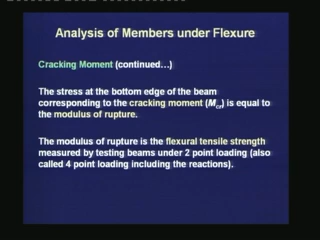 Analysis of Members under Flexure
Cracking Moment (continued…)
The stress at the bottom edge of the beam
corresponding to the cracking moment (Mcr) is equal to
the modulus of rupture.
The modulus of rupture is the flexural tensile strength
measured by testing beams under 2 point loading (also
called 4 point loading including the reactions).